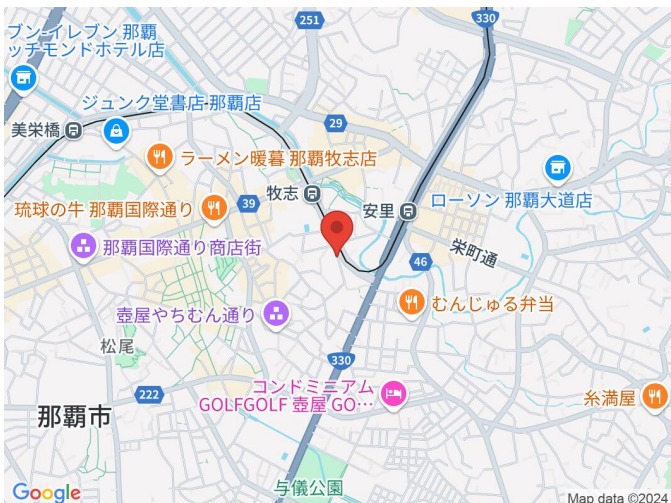 251
330
ブン-イレブン 那覇
ッチモンドホテル店
ジュンク堂書店 那覇店
29
美栄橋
ラーメン暖暮 那覇牧志店
牧志
安里
ローソン 那覇大道店
琉球の牛 那覇国際通り
39
那覇国際通り商店街
栄町通
46
壺屋やちむん通り
むんじゅる弁当
松尾
330
222
コンドミニアム
GOLFGOLF 壺屋 GO…
糸満屋
那覇市
与儀公園
Google
Map data ©2024